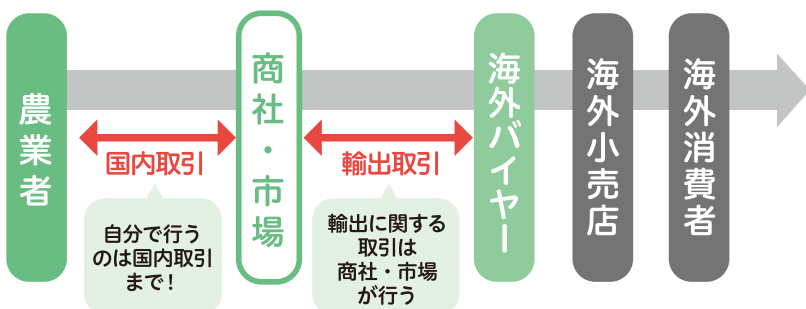 農業者
国内取引
自分で行う
のは国内取引
まで！
商社・市場
輸出取引
輸出に関する
取引は
商社・市場
が行う
海外バイヤー
海外小売店
海外消費者